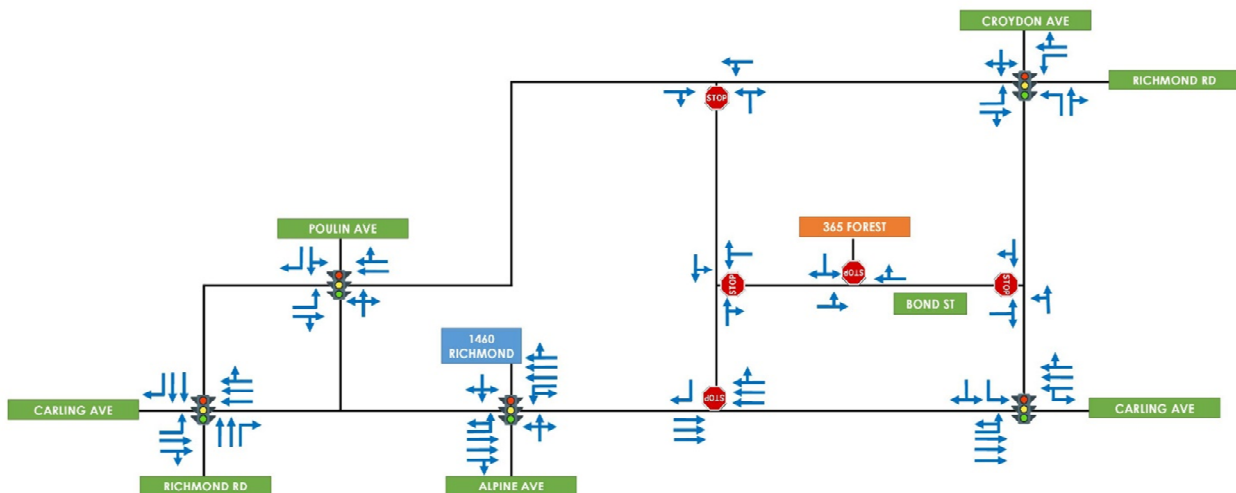 CROYDON AVE
RICHMOND RD
STOP
365 FOREST
POULIN AVE
STOP
STOP
STOP
BOND ST
1460
RICHMOND
CARLING AVE
STOP
CARLING AVE
RICHMOND RD
ALPINE AVE